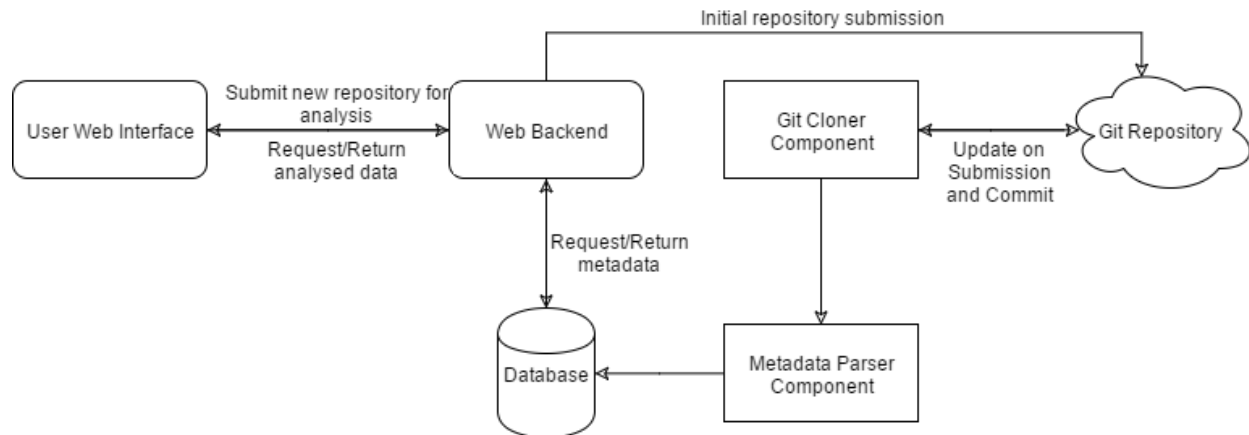 Initial repository submission
Submit new repository for
analysis
User Web Interface
Web Backend
Request/Return
analysed data
Git Cloner
Component
Git Repository
Update on
Submission
and Commit
Request/Return
metadata
Database
Metadata Parser
Component